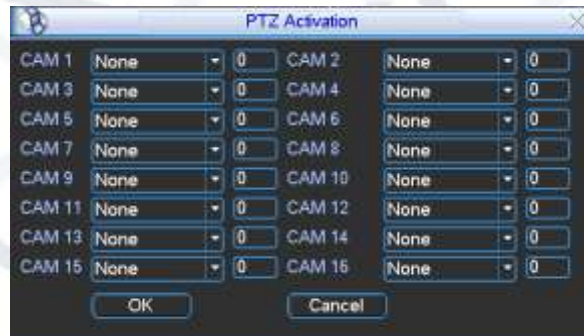 PTZ Activation
CAM 1 None 0 CAM 2 None 0
CAM 3 None 0 CAM 4 None 0
CAM 5 None 0 CAM 6 None 0
CAM 7 None 0 CAM 8 None 0
CAM 9 None 0 CAM 10 None 0
CAM 11 None 0 CAM 12 None 0
CAM 13 None 0 CAM 14 None 0
CAM 15 None 0 CAM 16 None 0
OK Cancel